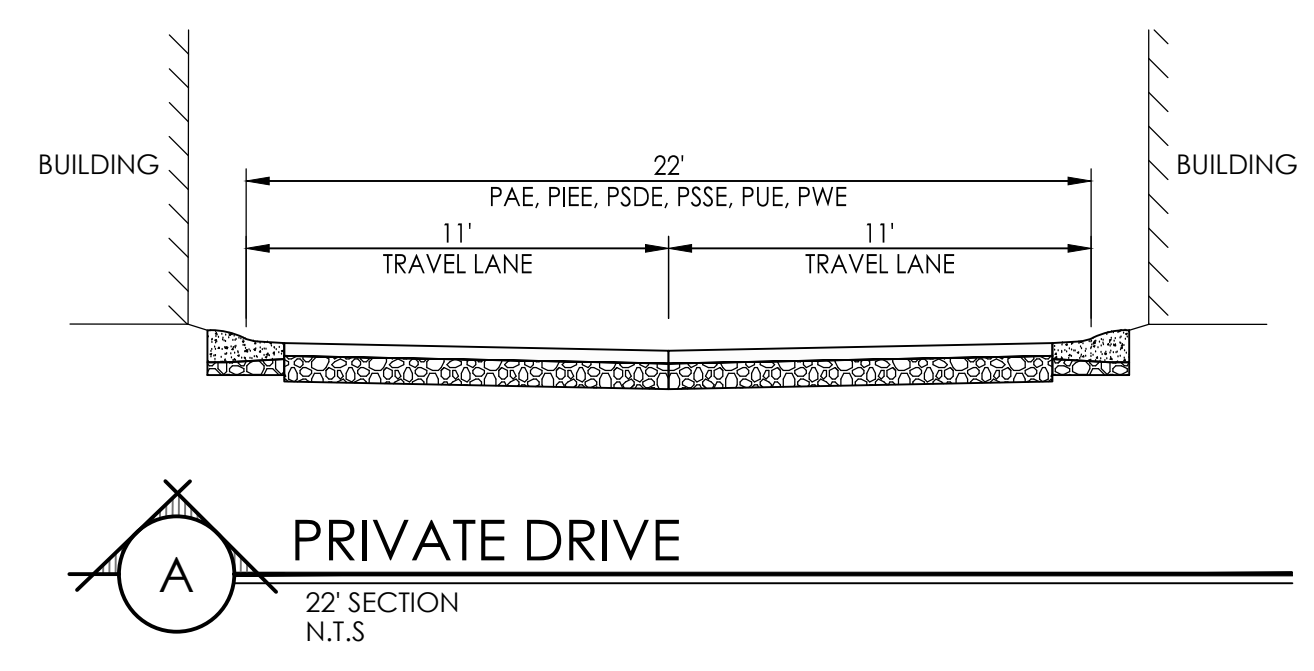 22'
BUILDING
BUILDING
PAE, PIEE, PSDE, PSSE, PUE, PWE
11'
11'
TRAVEL LANE
TRAVEL LANE
PRIVATE DRIVE
A
22' SECTION
N.T.S